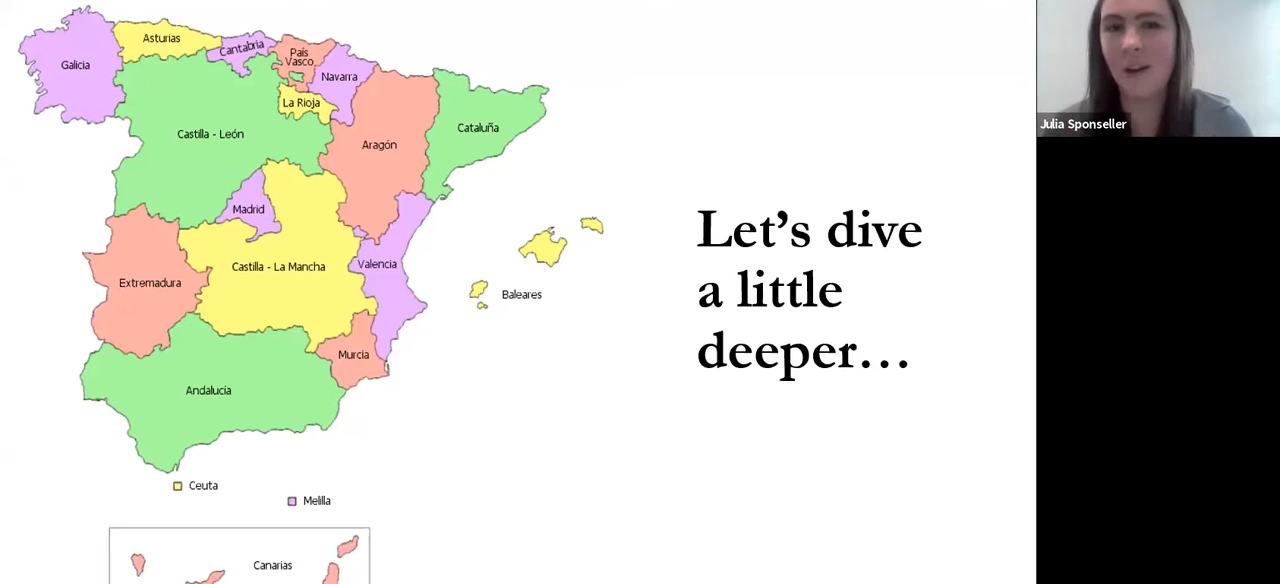 Asturias
Cantabria
País
Vasco
Galicia
Navarra
La Rioja
Castilla - León
Cataluña
Aragón
Madrid
Castilla - La Mancha
Valencia
Extremadura
Baleares
Murcia
Andalucía
Ceuta
Melilla
Canarias
Let’s dive
a little
deeper…
Julia Sponseller